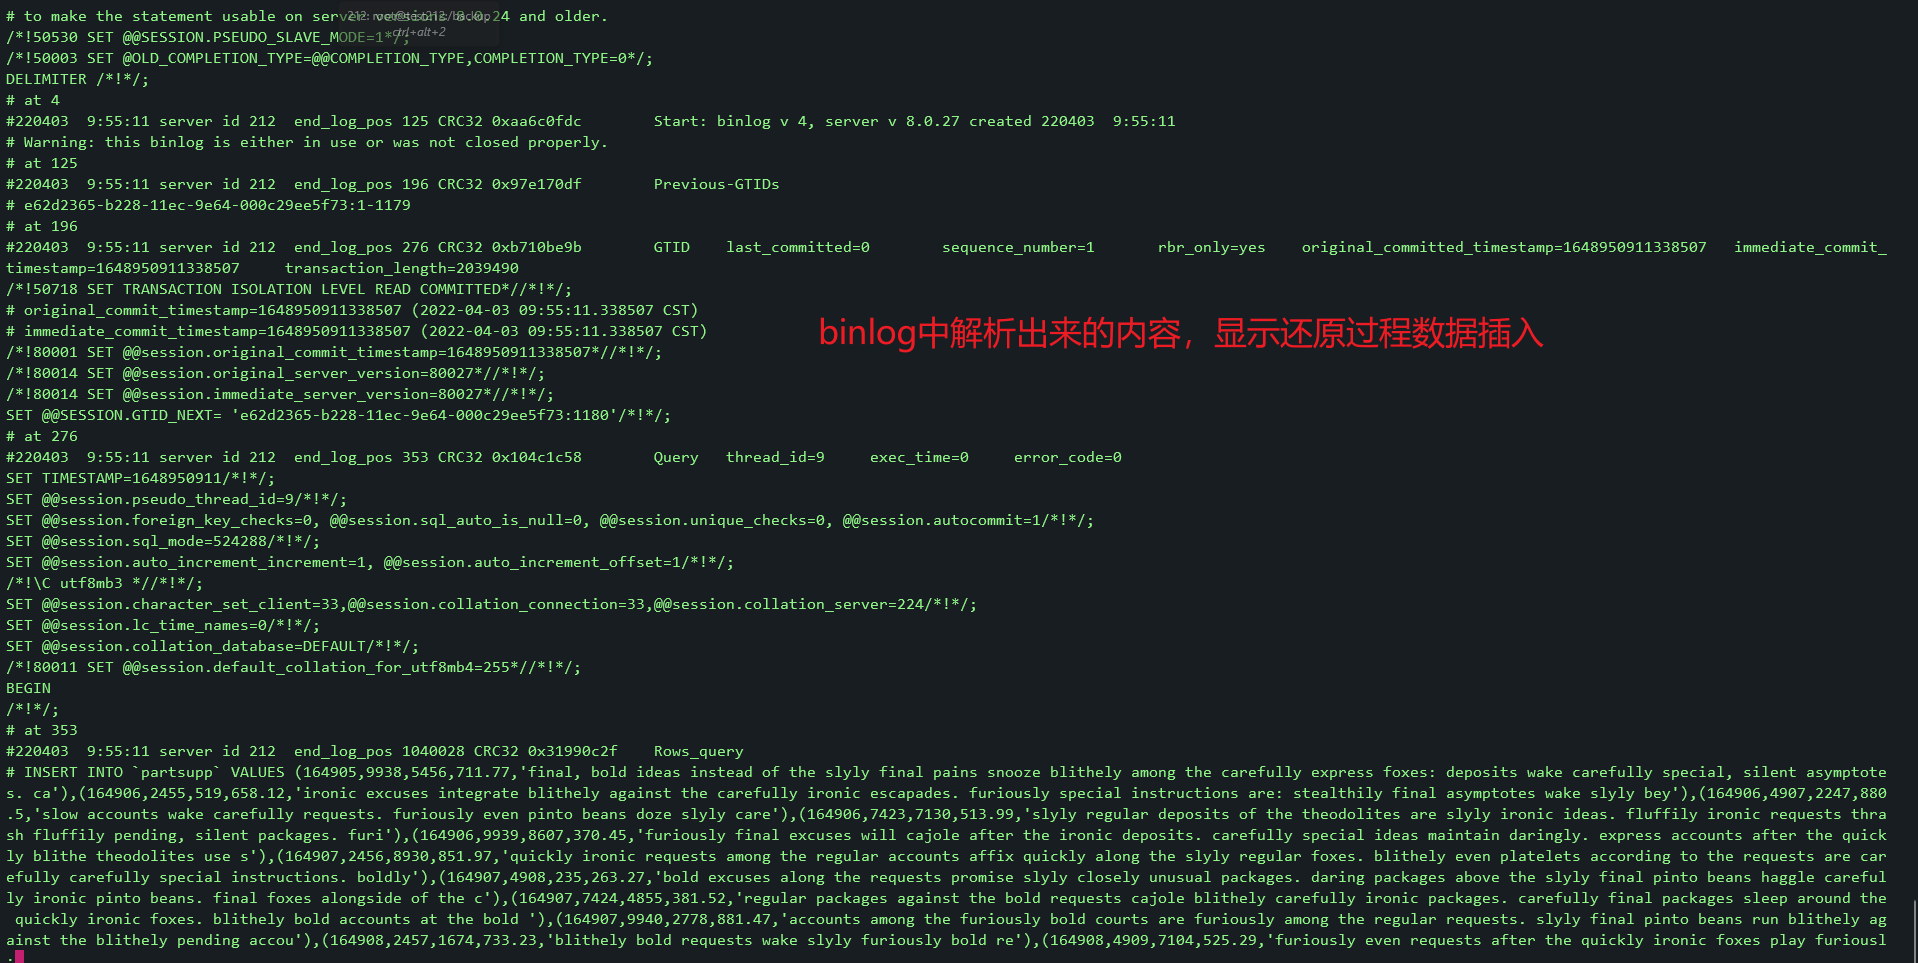 # to make the statement usable on server versions 8.0.24 and older.
212: root@test212:/backup
ctrl+alt+2
/*!50530 SET @@SESSION.PSEUDO_SLAVE_MODE=1*/;
/*!50003 SET @OLD_COMPLETION_TYPE=@@COMPLETION_TYPE,COMPLETION_TYPE=0*/;
DELIMITER /*!*/;
# at 4
#220403  9:55:11 server id 212  end_log_pos 125 CRC32 0xaa6c0fdc        Start: binlog v 4, server v 8.0.27 created 220403  9:55:11
# Warning: this binlog is either in use or was not closed properly.
# at 125
#220403  9:55:11 server id 212  end_log_pos 196 CRC32 0x97e170df        Previous-GTIDs
# e62d2365-b228-11ec-9e64-000c29ee5f73:1-1179
# at 196
#220403  9:55:11 server id 212  end_log_pos 276 CRC32 0xb710be9b        GTID    last_committed=0        sequence_number=1       rbr_only=yes    original_committed_timestamp=1648950911338507   immediate_commit_
timestamp=1648950911338507     transaction_length=2039490
/*!50718 SET TRANSACTION ISOLATION LEVEL READ COMMITTED*//*!*/;
# original_commit_timestamp=1648950911338507 (2022-04-03 09:55:11.338507 CST)
# immediate_commit_timestamp=1648950911338507 (2022-04-03 09:55:11.338507 CST)
binlog中解析出来的内容，显示还原过程数据插入
/*!80001 SET @@session.original_commit_timestamp=1648950911338507*//*!*/;
/*!80014 SET @@session.original_server_version=80027*//*!*/;
/*!80014 SET @@session.immediate_server_version=80027*//*!*/;
SET @@SESSION.GTID_NEXT= 'e62d2365-b228-11ec-9e64-000c29ee5f73:1180'/*!*/;
# at 276
#220403  9:55:11 server id 212  end_log_pos 353 CRC32 0x104c1c58        Query   thread_id=9     exec_time=0     error_code=0
SET TIMESTAMP=1648950911/*!*/;
SET @@session.pseudo_thread_id=9/*!*/;
SET @@session.foreign_key_checks=0, @@session.sql_auto_is_null=0, @@session.unique_checks=0, @@session.autocommit=1/*!*/;
SET @@session.sql_mode=524288/*!*/;
SET @@session.auto_increment_increment=1, @@session.auto_increment_offset=1/*!*/;
/*!\C utf8mb3 *//*!*/;
SET @@session.character_set_client=33,@@session.collation_connection=33,@@session.collation_server=224/*!*/;
SET @@session.lc_time_names=0/*!*/;
SET @@session.collation_database=DEFAULT/*!*/;
/*!80011 SET @@session.default_collation_for_utf8mb4=255*//*!*/;
BEGIN
/*!*/;
# at 353
#220403  9:55:11 server id 212  end_log_pos 1040028 CRC32 0x31990c2f    Rows_query
# INSERT INTO `partsupp` VALUES (164905,9938,5456,711.77,'final, bold ideas instead of the slyly final pains snooze blithely among the carefully express foxes: deposits wake carefully special, silent asymptote
s. ca'),(164906,2455,519,658.12,'ironic excuses integrate blithely against the carefully ironic escapades. furiously special instructions are: stealthily final asymptotes wake slyly bey'),(164906,4907,2247,880
.5,'slow accounts wake carefully requests. furiously even pinto beans doze slyly care'),(164906,7423,7130,513.99,'slyly regular deposits of the theodolites are slyly ironic ideas. fluffily ironic requests thra
sh fluffily pending, silent packages. furi'),(164906,9939,8607,370.45,'furiously final excuses will cajole after the ironic deposits. carefully special ideas maintain daringly. express accounts after the quick
ly blithe theodolites use s'),(164907,2456,8930,851.97,'quickly ironic requests among the regular accounts affix quickly along the slyly regular foxes. blithely even platelets according to the requests are car
efully carefully special instructions. boldly'),(164907,4908,235,263.27,'bold excuses along the requests promise slyly closely unusual packages. daring packages above the slyly final pinto beans haggle careful
ly ironic pinto beans. final foxes alongside of the c'),(164907,7424,4855,381.52,'regular packages against the bold requests cajole blithely carefully ironic packages. carefully final packages sleep around the
 quickly ironic foxes. blithely bold accounts at the bold '),(164907,9940,2778,881.47,'accounts among the furiously bold courts are furiously among the regular requests. slyly final pinto beans run blithely ag
ainst the blithely pending accou'),(164908,2457,1674,733.23,'blithely bold requests wake slyly furiously bold re'),(164908,4909,7104,525.29,'furiously even requests after the quickly ironic foxes play furiousl
: